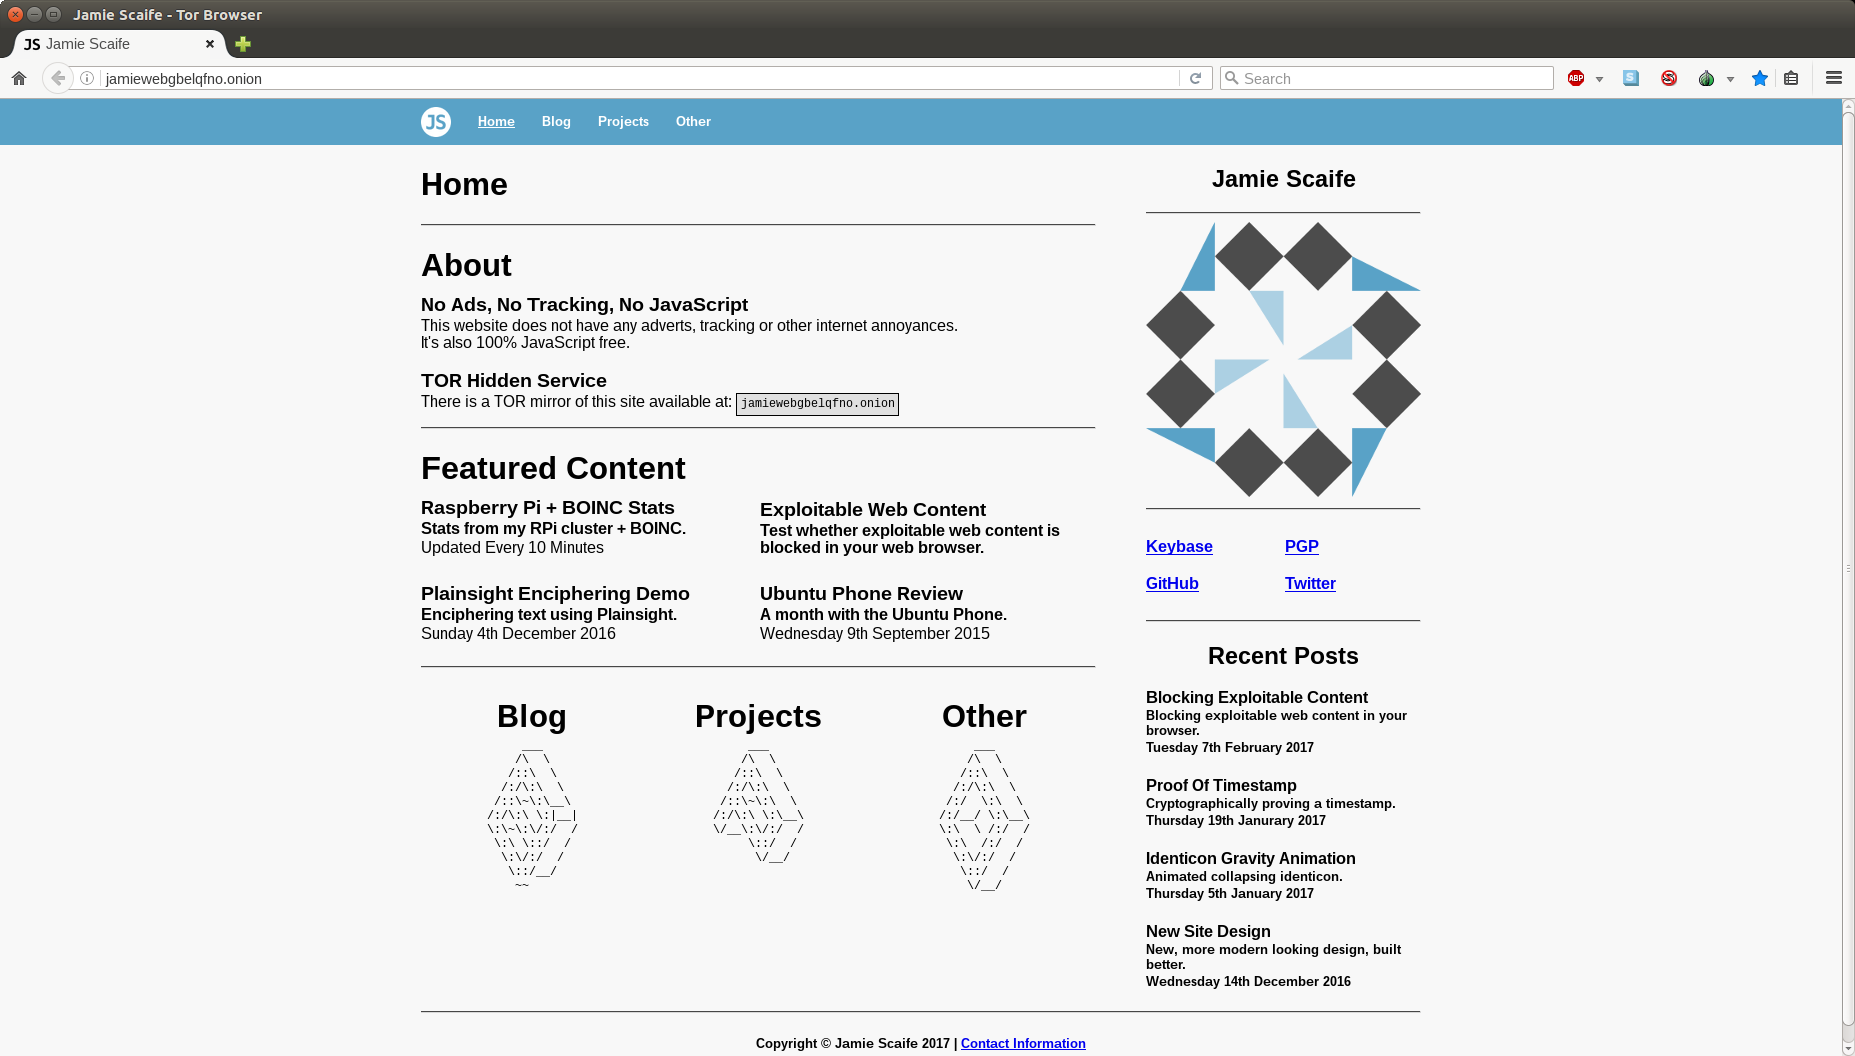 Jamie Scaife - Tor Browser
JS Jamie Scaife
jamiewebgbelqfno.onion
Search
ABP
S
JS Home Blog Projects Other
Home
About
No Ads, No Tracking, No JavaScript
This website does not have any adverts, tracking or other internet annoyances.
It's also 100% JavaScript free.
TOR Hidden Service
There is a TOR mirror of this site available at: jamiewebgbelqfno.onion
Featured Content
Raspberry Pi + BOINC Stats
Stats from my RPi cluster + BOINC.
Updated Every 10 Minutes
Exploitable Web Content
Test whether exploitable web content is
blocked in your web browser.
Plainsight Enciphering Demo
Enciphering text using Plainsight.
Sunday 4th December 2016
Ubuntu Phone Review
A month with the Ubuntu Phone.
Wednesday 9th September 2015
Blog
Projects
Other
Jamie Scaife
Keybase PGP
GitHub Twitter
Recent Posts
Blocking Exploitable Content
Blocking exploitable web content in your
browser.
Tuesday 7th February 2017
Proof Of Timestamp
Cryptographically proving a timestamp.
Thursday 19th Janurary 2017
Identicon Gravity Animation
Animated collapsing identicon.
Thursday 5th January 2017
New Site Design
New, more modern looking design, built
better.
Wednesday 14th December 2016
Copyright © Jamie Scaife 2017 | Contact Information